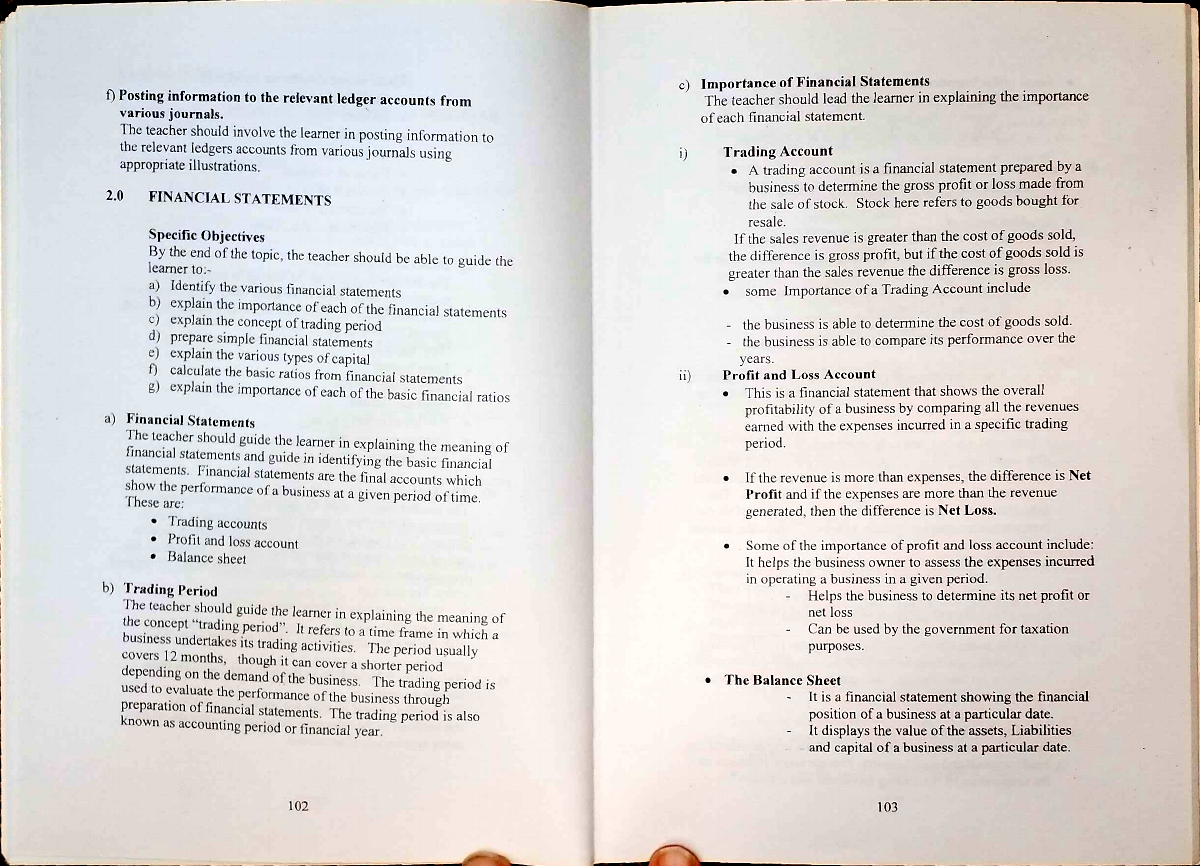 f) Posting information to the relevant ledger accounts from
various journals.
The teacher should involve the learner in posting information to
the relevant ledgers accounts from various journals using
appropriate illustrations.
2.0 FINANCIAL STATEMENTS
Specific Objectives
By the end of the topic, the teacher should be able to guide the
learner to:-
a) Identify the various financial statements
b) explain the importance of each of the financial statements
c) explain the concept of trading period
d) prepare simple financial statements
e) explain the various types of capital
f) calculate the basic ratios from financial statements
g) explain the importance of each of the basic financial ratios
a) Financial Statements
The teacher should guide the learner in explaining the meaning of
financial statements and guide in identifying the basic financial
statements. Financial statements are the final accounts which
show the performance of a business at a given period of time.
These are:
• Trading accounts
• Profit and loss account
• Balance sheet
b) Trading Period
The teacher should guide the learner in explaining the meaning of
the concept "trading period". It refers to a time frame in which a
business undertakes its trading activities. The period usually
covers 12 months, though it can cover a shorter period
depending on the demand of the business. The trading period is
used to evaluate the performance of the business through
preparation of financial statements. The trading period is also
known as accounting period or financial year.
102
c) Importance of Financial Statements
The teacher should lead the learner in explaining the importance
of each financial statement.
i) Trading Account
• A trading account is a financial statement prepared by a
business to determine the gross profit or loss made from
the sale of stock. Stock here refers to goods bought for
resale.
If the sales revenue is greater than the cost of goods sold,
the difference is gross profit, but if the cost of goods sold is
greater than the sales revenue the difference is gross loss.
• some Importance of a Trading Account include
- the business is able to determine the cost of goods sold.
- the business is able to compare its performance over the
years.
ii) Profit and Loss Account
• This is a financial statement that shows the overall
profitability of a business by comparing all the revenues
earned with the expenses incurred in a specific trading
period.
• If the revenue is more than expenses, the difference is Net
Profit and if the expenses are more than the revenue
generated, then the difference is Net Loss.
• Some of the importance of profit and loss account include:
It helps the business owner to assess the expenses incurred
in operating a business in a given period.
- Helps the business to determine its net profit or
net loss
- Can be used by the government for taxation
purposes.
• The Balance Sheet
- It is a financial statement showing the financial
position of a business at a particular date.
- It displays the value of the assets, Liabilities
and capital of a business at a particular date.
103